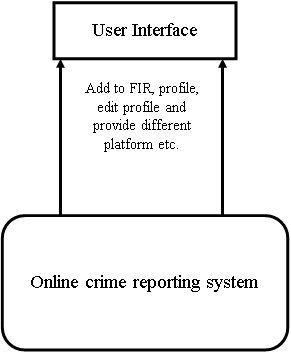 User Interface
Add to FIR, profile,
edit profile and
provide different
platform etc.
Online crime reporting system